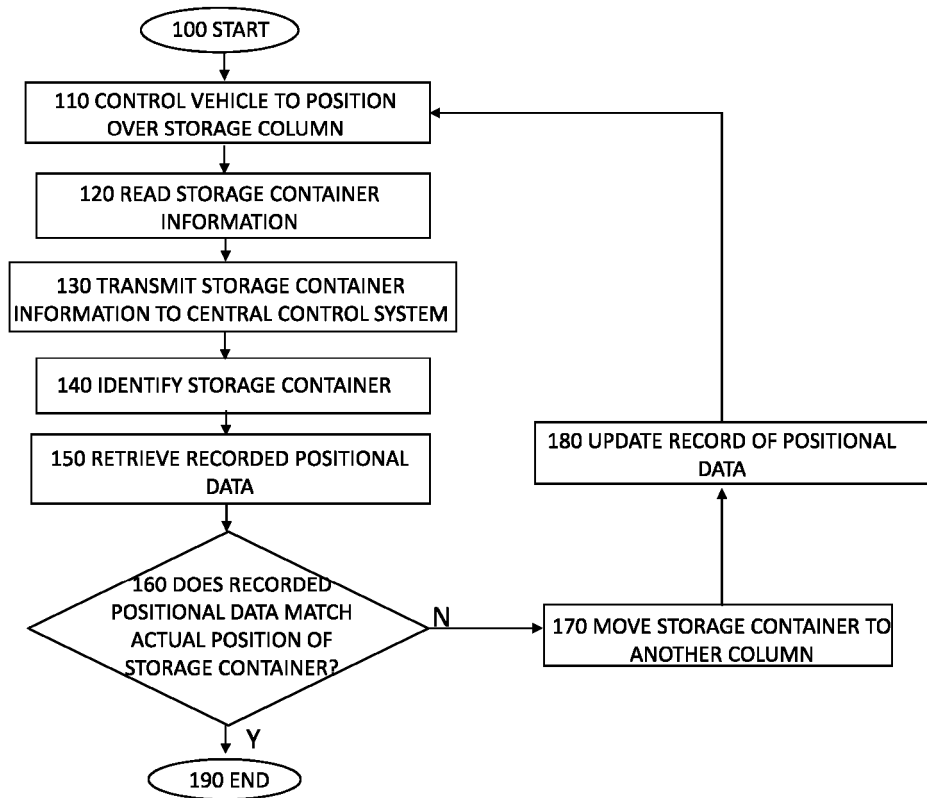 100 START
110 CONTROL VEHICLE TO POSITION
OVER STORAGE COLUMN
120 READ STORAGE CONTAINER
INFORMATION
130 TRANSMIT STORAGE CONTAINER
INFORMATION TO CENTRAL CONTROL SYSTEM
140 IDENTIFY STORAGE CONTAINER
150 RETRIEVE RECORDED POSITIONAL
DATA
160 DOES RECORDED
POSITIONAL DATA MATCH
ACTUAL POSITION OF
STORAGE CONTAINER?
N
170 MOVE STORAGE CONTAINER TO
ANOTHER COLUMN
180 UPDATE RECORD OF POSITIONAL
DATA
Y
190 END